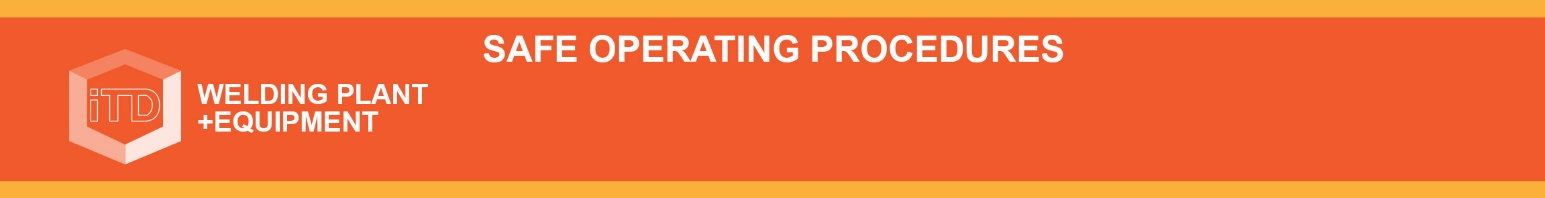 SAFE OPERATING PROCEDURES
iTD
WELDING PLANT
+EQUIPMENT